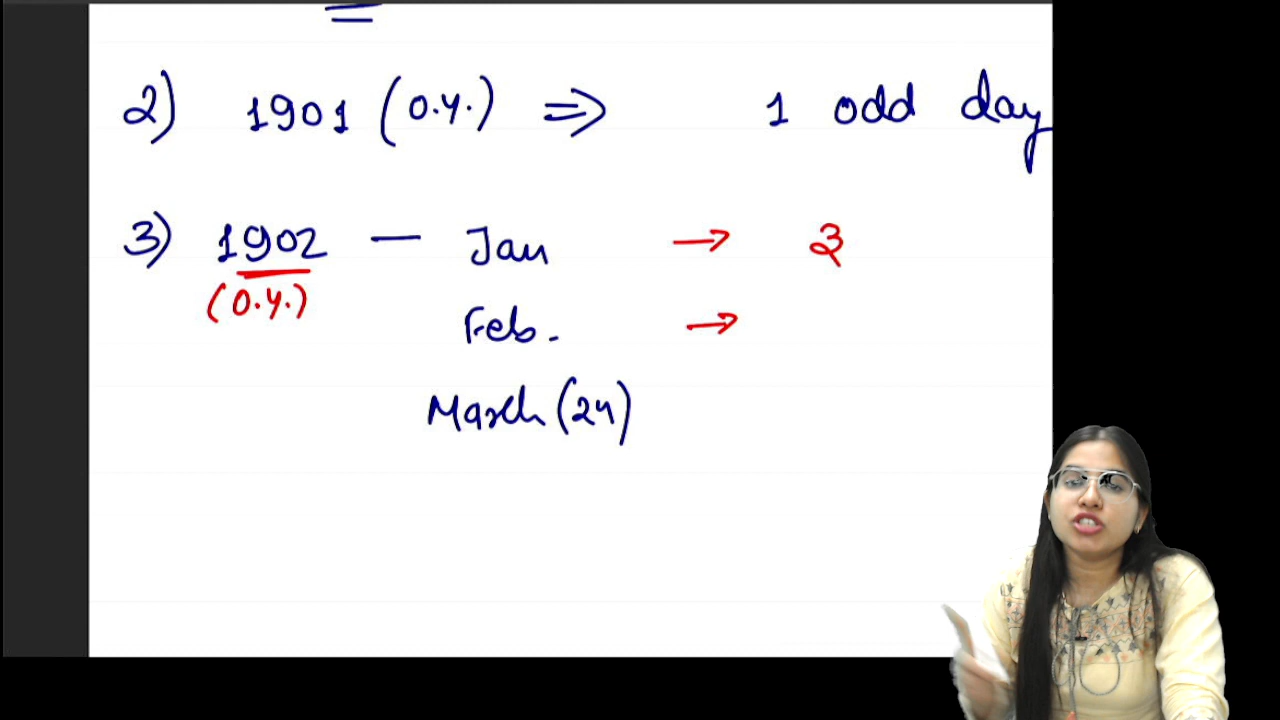 2) 1901 (O.Y.) ⇒ 1 odd day
3) 1902 — Jan → 3
(O.Y.) Feb. →
March (24)